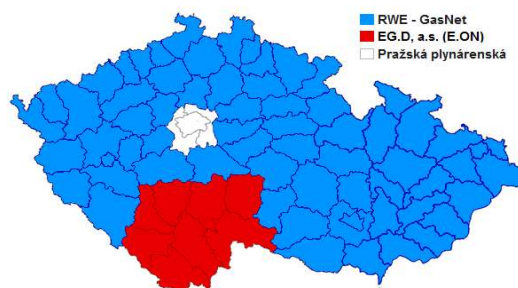 RWE - GasNet
EG.D, a.s. (E.ON)
Pražská plynárenská